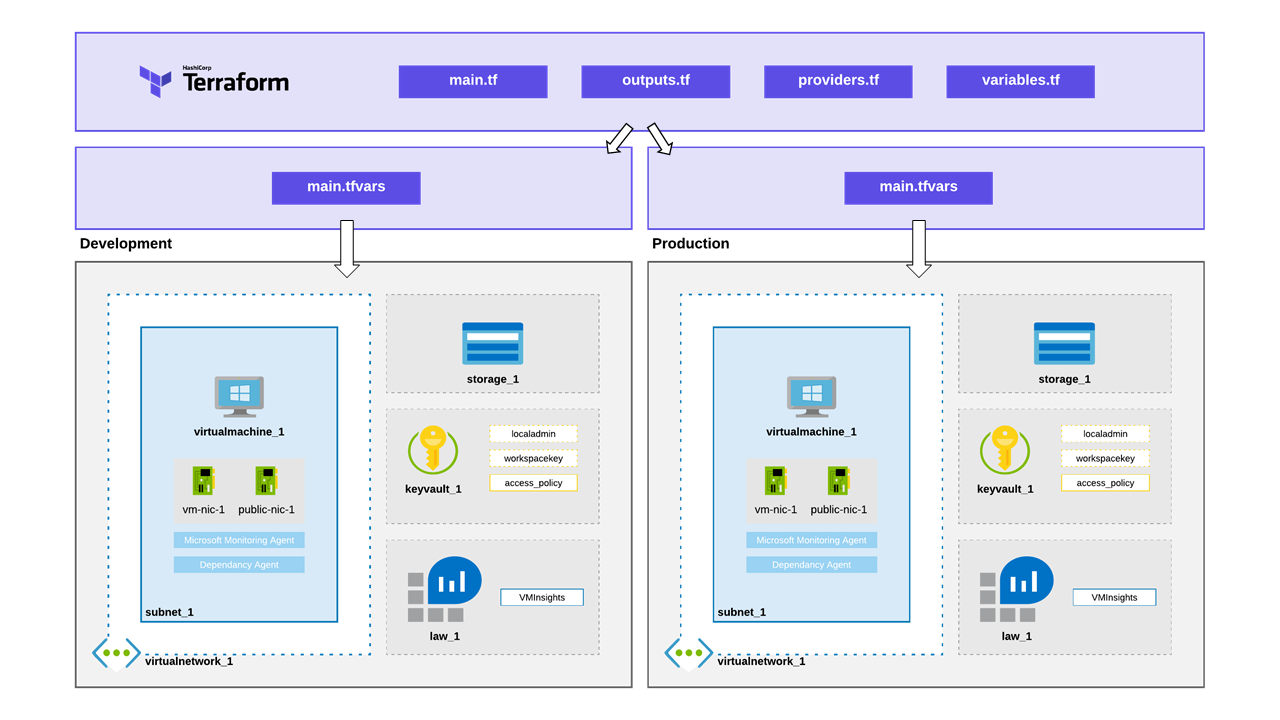 HashiCorp
Terraform
main.tf
outputs.tf
providers.tf
variables.tf
main.tfvars
main.tfvars
Development
Production
virtualmachine_1
vm-nic-1
public-nic-1
Microsoft Monitoring Agent
Dependancy Agent
subnet_1
virtualnetwork_1
storage_1
keyvault_1
localadmin
workspacekey
access_policy
law_1
VMInsights
virtualmachine_1
vm-nic-1
public-nic-1
Microsoft Monitoring Agent
Dependancy Agent
subnet_1
virtualnetwork_1
storage_1
keyvault_1
localadmin
workspacekey
access_policy
law_1
VMInsights